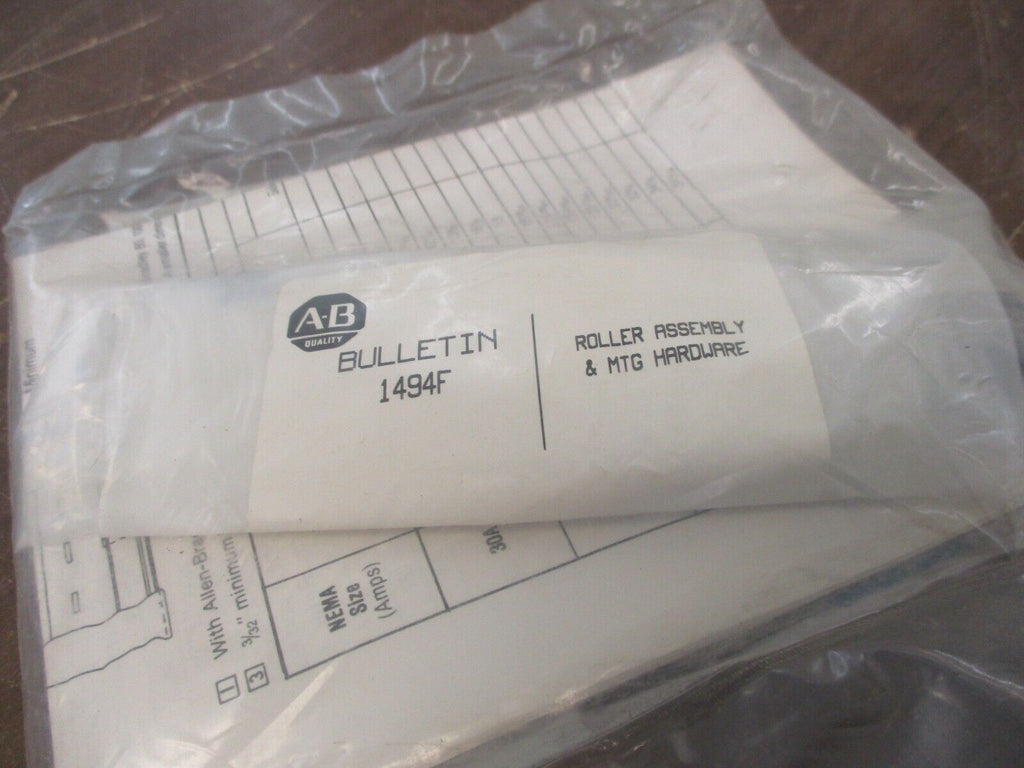 A-B
QUALITY
BULLETIN
1494F
ROLLER ASSEMBLY
& MTG HARDWARE
NEMA
Size
(Amps)
30A
1 With Allen-Bra
3 3/32" minimum